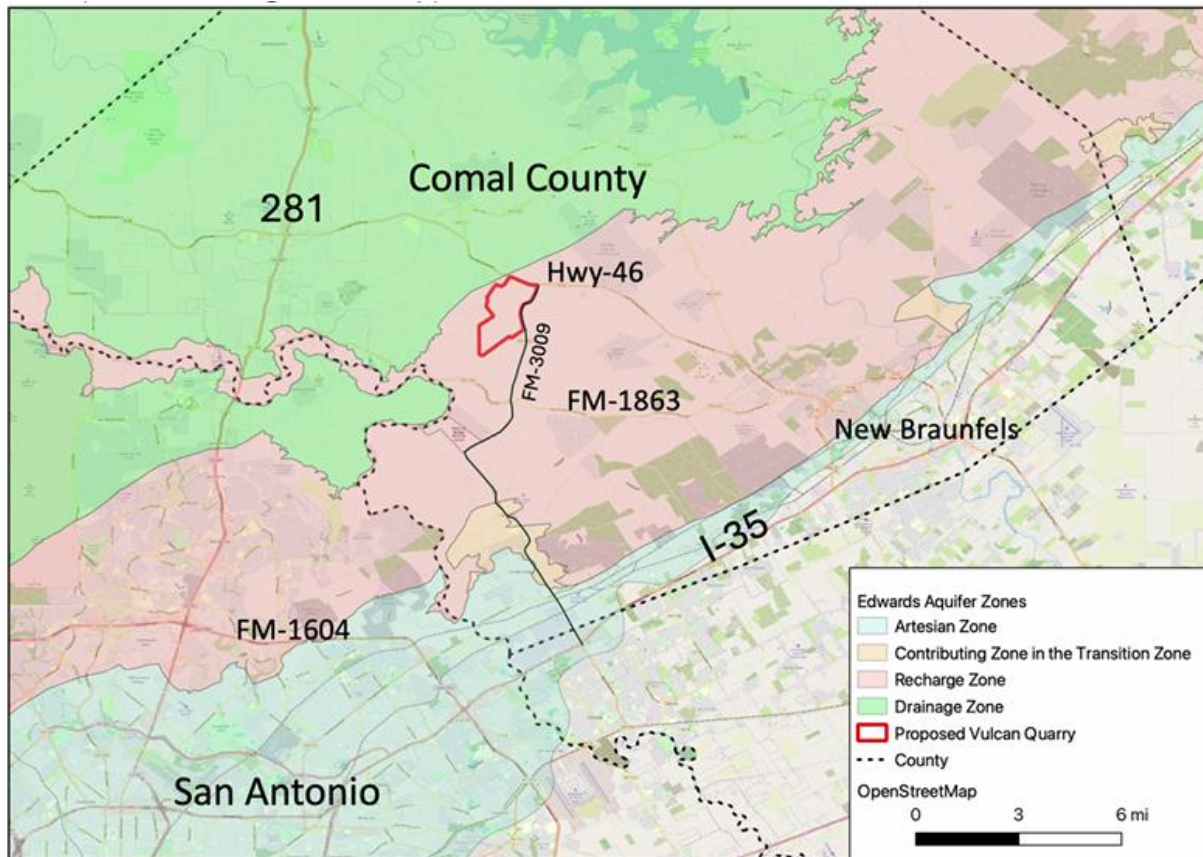 Comal County
281
Hwy-46
FM-3009
FM-1863
New Braunfels
I-35
FM-1604
San Antonio
Edwards Aquifer Zones
Artesian Zone
Contributing Zone in the Transition Zone
Recharge Zone
Drainage Zone
Proposed Vulcan Quarry
County
OpenStreetMap
0 3 6 mi